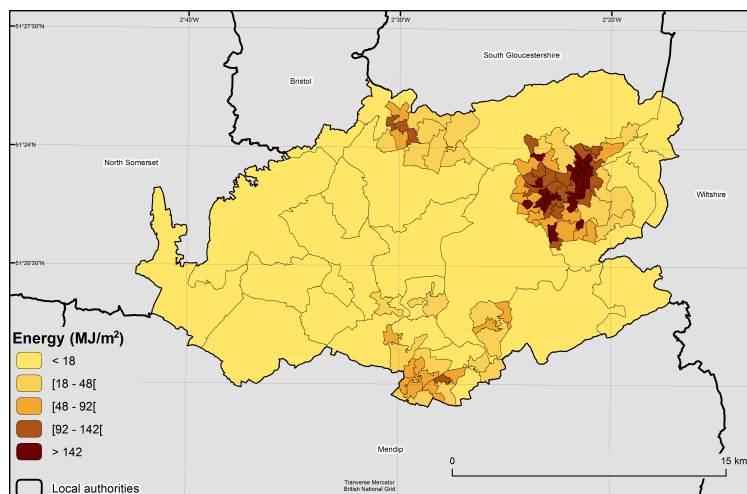 2°40'W
2°30'W
2°20'W
51°27'30"N
South Gloucestershire
Bristol
51°24'N
North Somerset
Wiltshire
51°20'30"N
Energy (MJ/m²)
< 18
[18 - 48[
[48 - 92[
[92 - 142[
> 142
Mendip
0
15 km
Tranverse Mercator
British National Grid
Local authorities